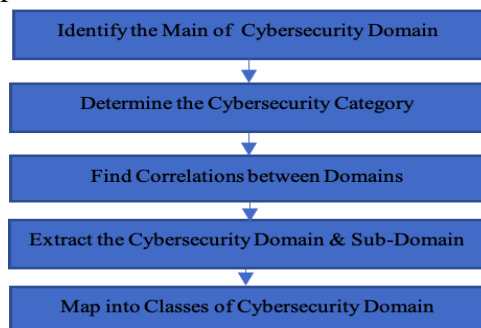 Identify the Main of Cybersecurity Domain
Determine the Cybersecurity Category
Find Correlations between Domains
Extract the Cybersecurity Domain & Sub-Domain
Map into Classes of Cybersecurity Domain